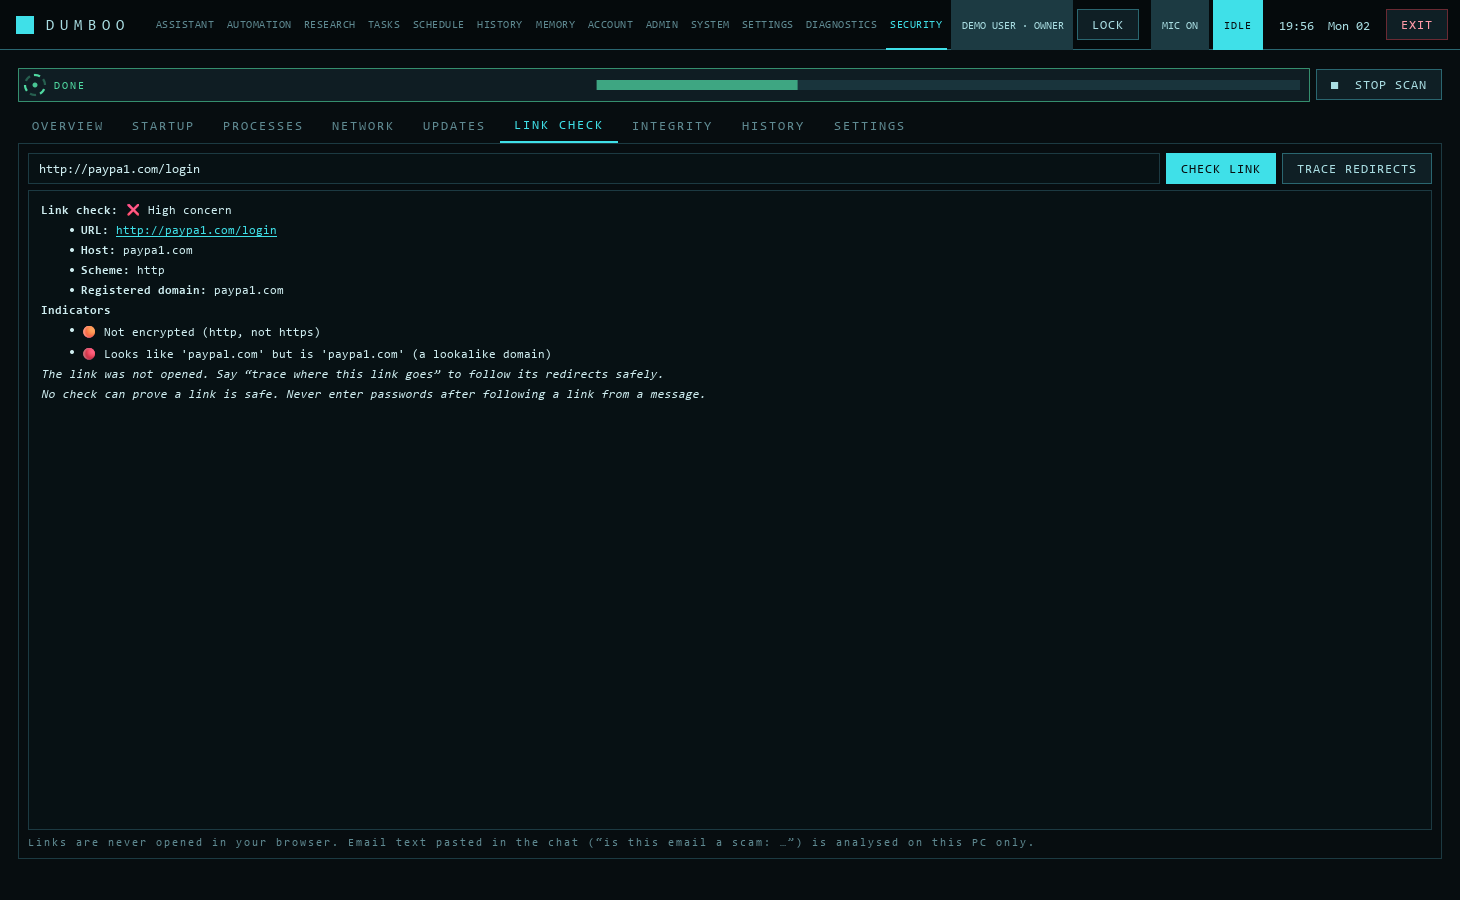 DUMBOO ASSISTANT AUTOMATION RESEARCH TASKS SCHEDULE HISTORY MEMORY ACCOUNT ADMIN SYSTEM SETTINGS DIAGNOSTICS SECURITY DEMO USER · OWNER LOCK MIC ON IDLE 19:56 Mon 02 EXIT
DONE STOP SCAN
OVERVIEW STARTUP PROCESSES NETWORK UPDATES LINK CHECK INTEGRITY HISTORY SETTINGS
http://paypa1.com/login CHECK LINK TRACE REDIRECTS
Link check: ❌ High concern
• URL: http://paypa1.com/login
• Host: paypa1.com
• Scheme: http
• Registered domain: paypa1.com
Indicators
• Not encrypted (http, not https)
• Looks like 'paypal.com' but is 'paypa1.com' (a lookalike domain)
The link was not opened. Say “trace where this link goes” to follow its redirects safely.
No check can prove a link is safe. Never enter passwords after following a link from a message.
Links are never opened in your browser. Email text pasted in the chat (“is this email a scam: …”) is analysed on this PC only.